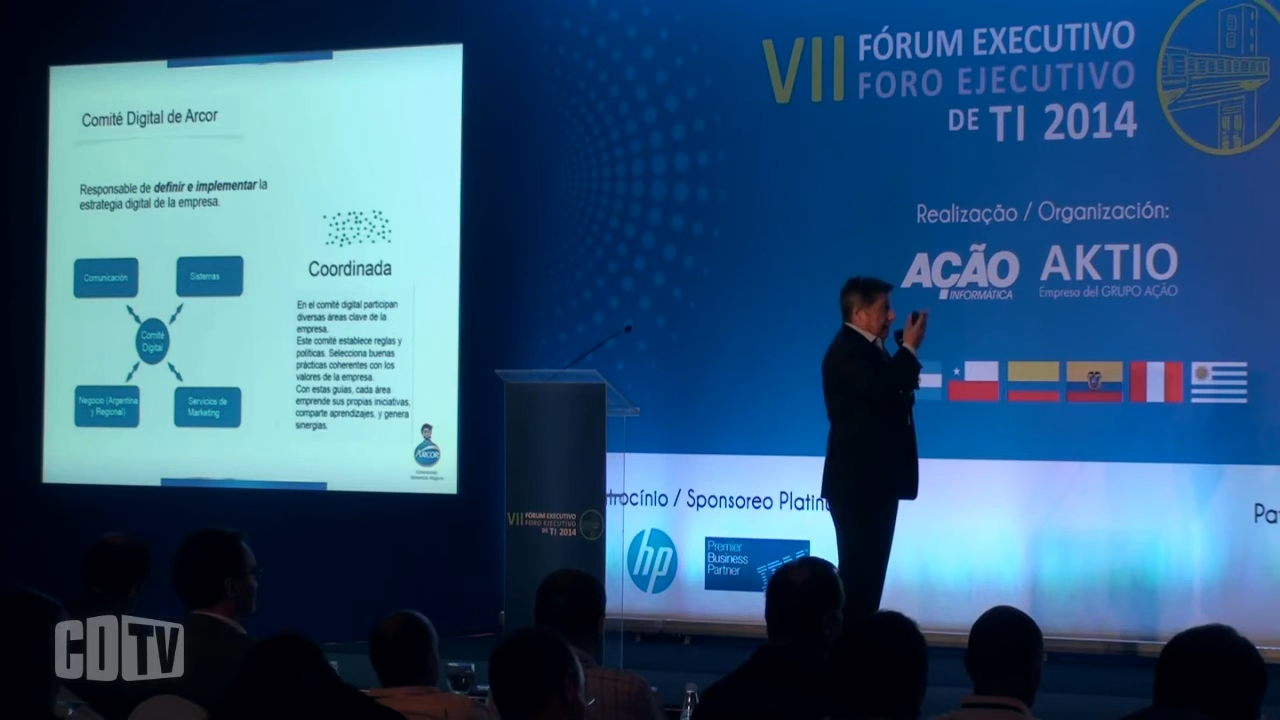 Comité Digital de Arcor
Responsable de definir e implementar la
estrategia digital de la empresa.
Comunicación
Sistemas
Comité
Digital
Negocio (Argentina
y Regional)
Servicios de
Marketing
Coordinada
En el comité digital participan
diversas áreas clave de la
empresa.
Este comité establece reglas y
políticas. Selecciona buenas
prácticas coherentes con los
valores de la empresa.
Con estas guías, cada área
emprende sus propias iniciativas,
comparte aprendizajes, y genera
sinergias.
ARCOR
VII FÓRUM EXECUTIVO
FORO EJECUTIVO
DE TI 2014
Realização / Organización:
AÇÃO
INFORMÁTICA
AKTIO
Empresa del GRUPO AÇÃO
trocínio / Sponsoreo Platinu
Pa
hp
Premier
Business
Partner
VII FÓRUM EXECUTIVO
FORO EJECUTIVO
DE TI 2014
CDTV